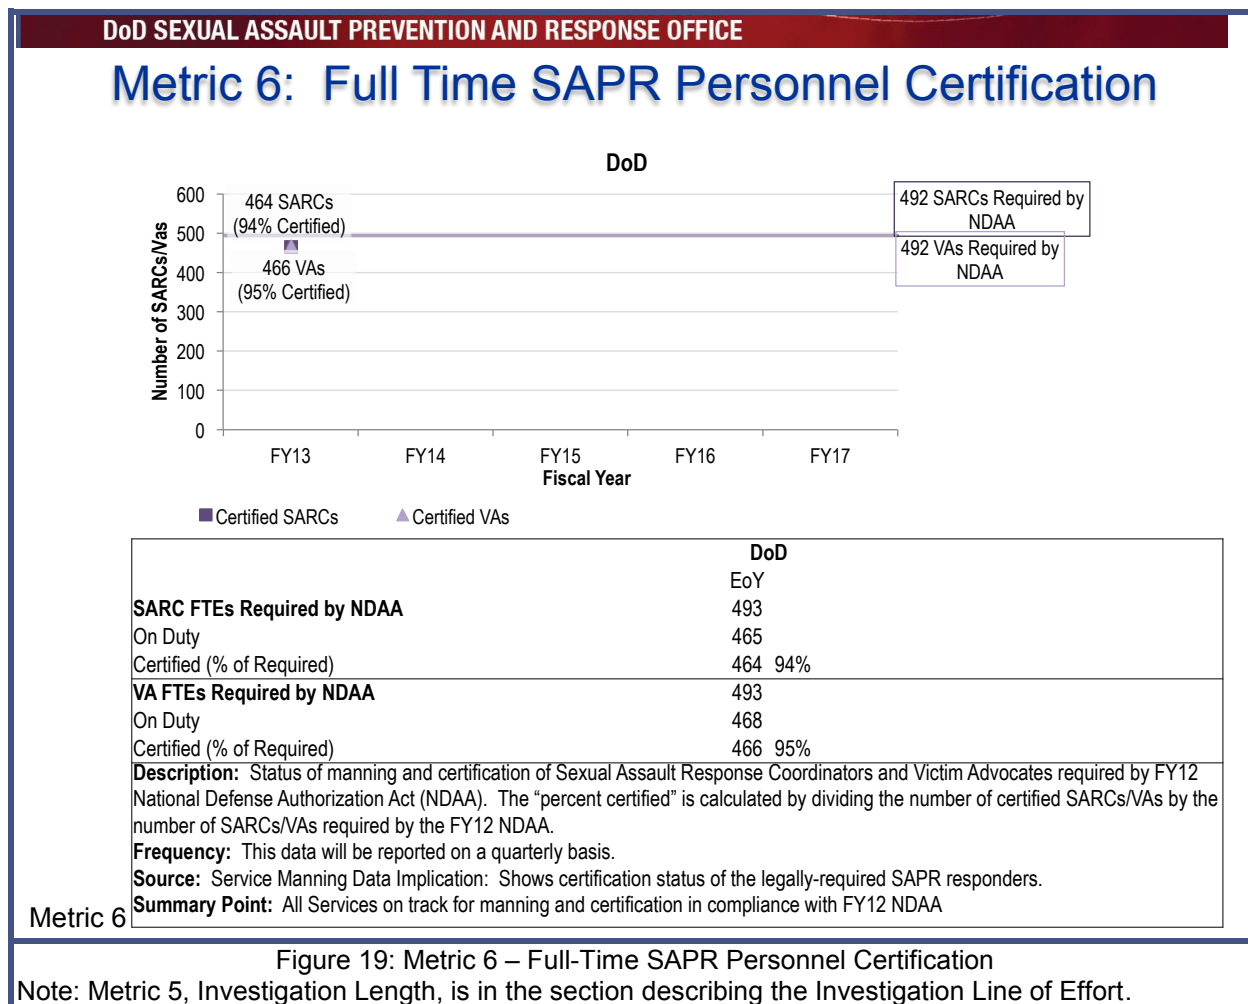 DoD SEXUAL ASSAULT PREVENTION AND RESPONSE OFFICE
Metric 6: Full Time SAPR Personnel Certification
DoD
Number of SARCs/Vas
600
500
400
300
200
100
0
464 SARCs
(94% Certified)
466 VAs
(95% Certified)
492 SARCs Required by
NDAA
492 VAs Required by
NDAA
FY13 FY14 FY15 FY16 FY17
Fiscal Year
Certified SARCs Certified VAs
DoD
EoY
SARC FTEs Required by NDAA 493
On Duty 465
Certified (% of Required) 464 94%
VA FTEs Required by NDAA 493
On Duty 468
Certified (% of Required) 466 95%
Description: Status of manning and certification of Sexual Assault Response Coordinators and Victim Advocates required by FY12
National Defense Authorization Act (NDAA). The “percent certified” is calculated by dividing the number of certified SARCs/VAs by the
number of SARCs/VAs required by the FY12 NDAA.
Frequency: This data will be reported on a quarterly basis.
Source: Service Manning Data Implication: Shows certification status of the legally-required SAPR responders.
Summary Point: All Services on track for manning and certification in compliance with FY12 NDAA
Metric 6
Figure 19: Metric 6 – Full-Time SAPR Personnel Certification
Note: Metric 5, Investigation Length, is in the section describing the Investigation Line of Effort.